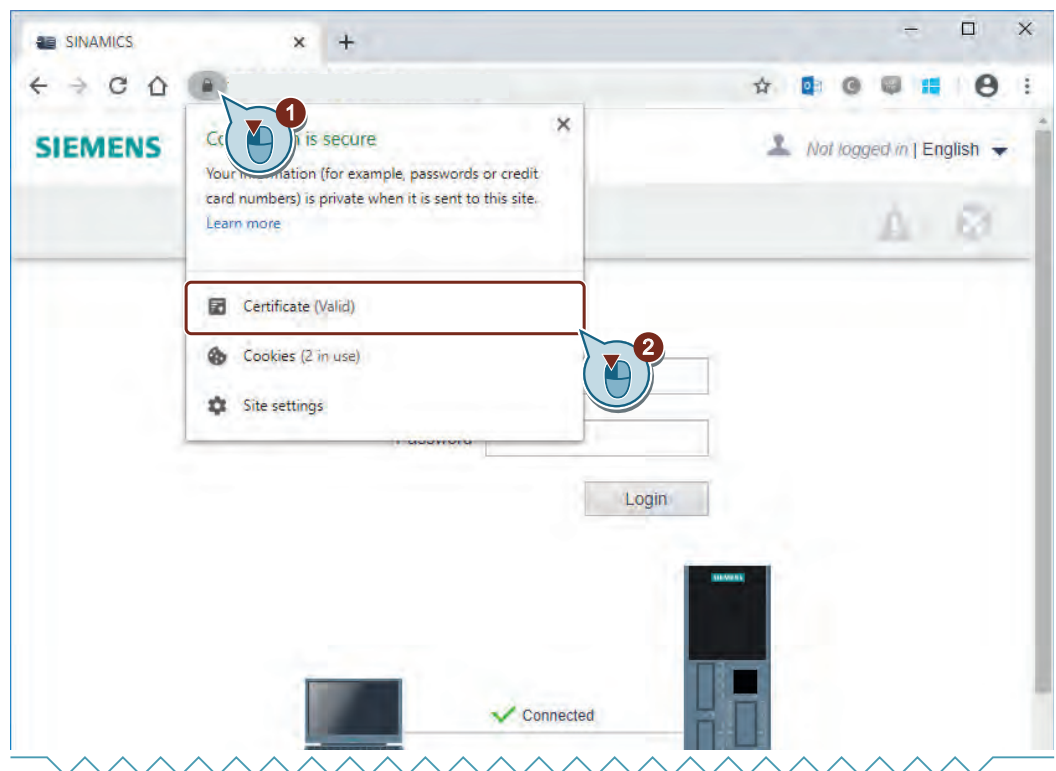 SINAMICS
SIEMENS
Not logged in | English
1
is secure
Your information (for example, passwords or credit
card numbers) is private when it is sent to this site.
Learn more
Certificate (Valid)
2
Cookies (2 in use)
Site settings
Password
Login
SIEMENS
Connected